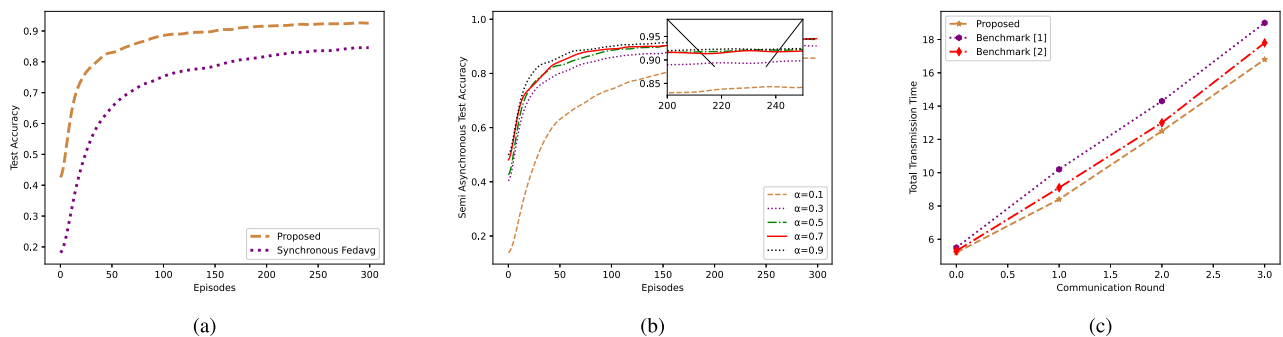 0.9
0.8
0.7
0.6
0.5
0.4
0.3
0.2
Test Accuracy
0 50 100 150 200 250 300
Episodes
Proposed
Synchronous Fedavg
(a)
1.0
0.8
0.6
0.4
0.2
Semi Asynchronous Test Accuracy
0 50 100 150 200 250 300
Episodes
0.95
0.90
0.85
200 220 240
α=0.1
α=0.3
α=0.5
α=0.7
α=0.9
(b)
18
16
14
12
10
8
6
Total Transmission Time
0.0 0.5 1.0 1.5 2.0 2.5 3.0
Communication Round
Proposed
Benchmark [1]
Benchmark [2]
(c)